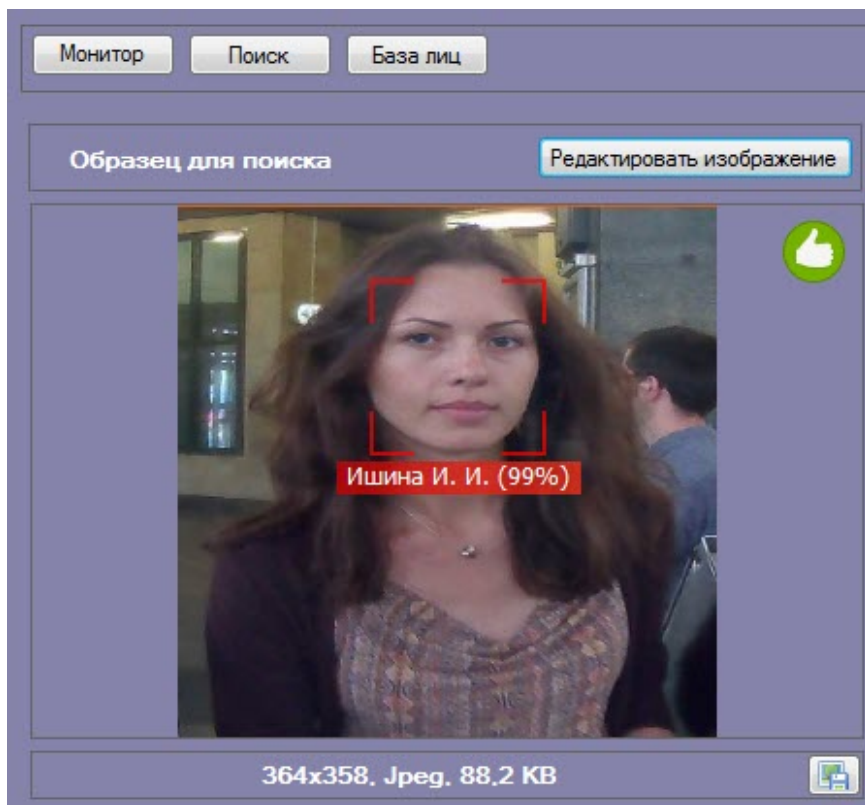 Монитор Поиск База лиц
Образец для поиска Редактировать изображение
Ишина И. И. (99%)
364x358, Jpeg, 88,2 KB